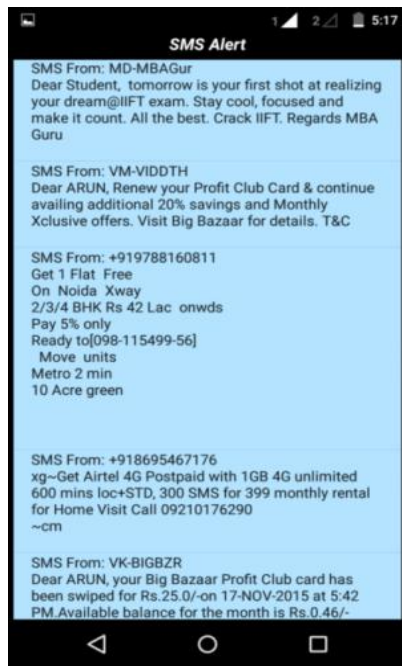 1 2 5:17
SMS Alert
SMS From: MD-MBAGur
Dear Student,  tomorrow is your first shot at realizing
your dream@IIFT exam. Stay cool, focused and
make it count. All the best. Crack IIFT. Regards MBA
Guru
SMS From: VM-VIDDTH
Dear ARUN, Renew your Profit Club Card & continue
availing additional 20% savings and Monthly
Xclusive offers. Visit Big Bazaar for details. T&C
SMS From: +919788160811
Get 1 Flat  Free
On  Noida  Xway
2/3/4 BHK Rs 42 Lac  onwds
Pay 5% only
Ready to[098-115499-56]
Move  units
Metro 2 min
10 Acre green
SMS From: +918695467176
xg~Get Airtel 4G Postpaid with 1GB 4G unlimited
600 mins loc+STD, 300 SMS for 399 monthly rental
for Home Visit Call 09210176290
~cm
SMS From: VK-BIGBZR
Dear ARUN, your Big Bazaar Profit Club card has
been swiped for Rs.25.0/-on 17-NOV-2015 at 5:42
PM.Available balance for the month is Rs.0.46/-